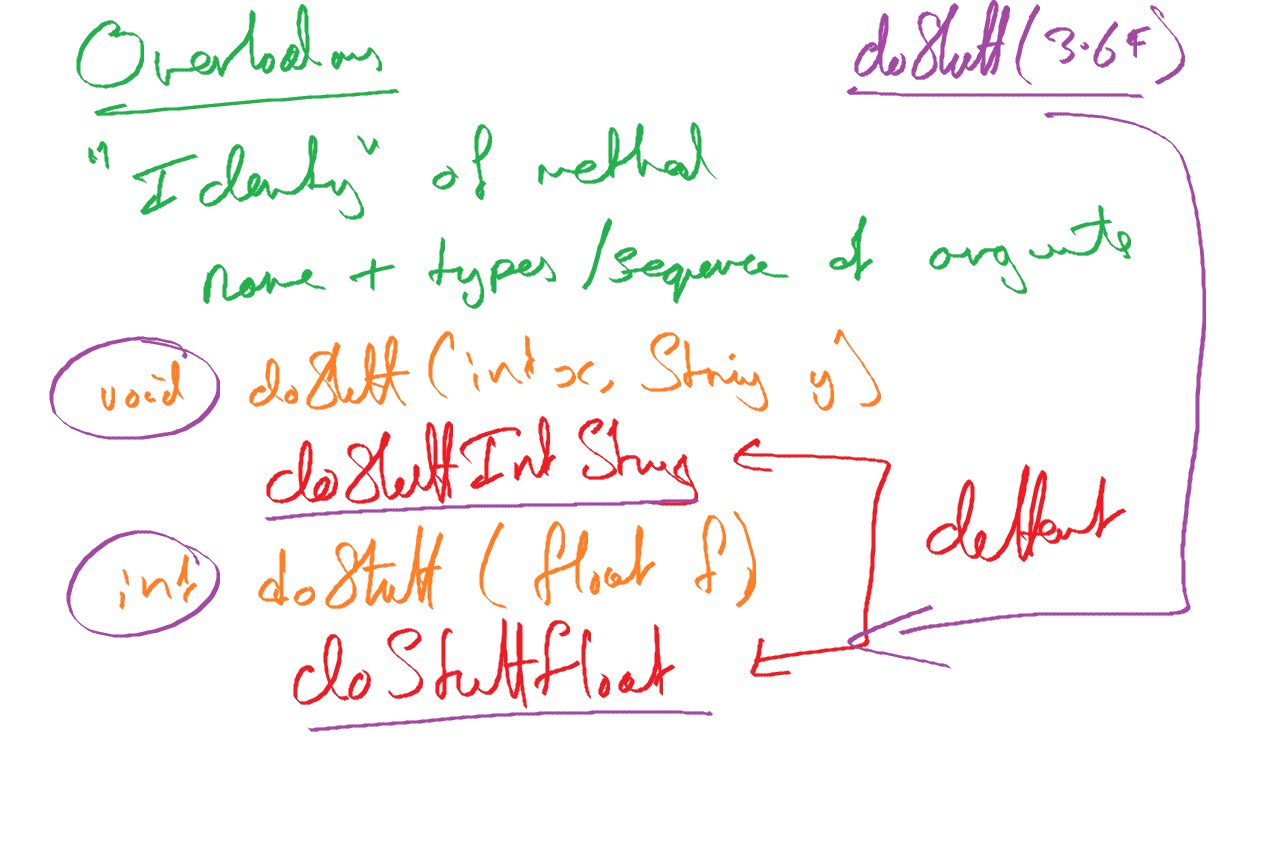 Overloading
doStuff(3.6F)
"Identity" of method
name + types/sequence of arguments
void doStuff(int x, String y)
doStuffIntString
different
int doStuff(float f)
doStuffFloat